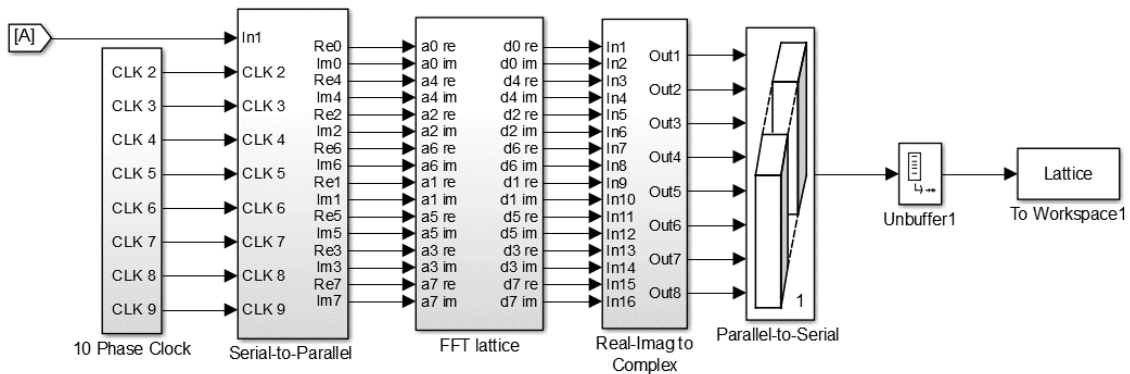 [A]
CLK 2
CLK 3
CLK 4
CLK 5
CLK 6
CLK 7
CLK 8
CLK 9
10 Phase Clock
In1
CLK 2
CLK 3
CLK 4
CLK 5
CLK 6
CLK 7
CLK 8
CLK 9
Re0
Im0
Re4
Im4
Re2
Im2
Re6
Im6
Re1
Im1
Re5
Im5
Re3
Im3
Re7
Im7
Serial-to-Parallel
a0 re
a0 im
a4 re
a4 im
a2 re
a2 im
a6 re
a6 im
a1 re
a1 im
a5 re
a5 im
a3 re
a3 im
a7 re
a7 im
d0 re
d0 im
d4 re
d4 im
d2 re
d2 im
d6 re
d6 im
d1 re
d1 im
d5 re
d5 im
d3 re
d3 im
d7 re
d7 im
FFT lattice
In1
In2
In3
In4
In5
In6
In7
In8
In9
In10
In11
In12
In13
In14
In15
In16
Out1
Out2
Out3
Out4
Out5
Out6
Out7
Out8
Real-Imag to
Complex
1
Parallel-to-Serial
Unbuffer1
Lattice
To Workspace1